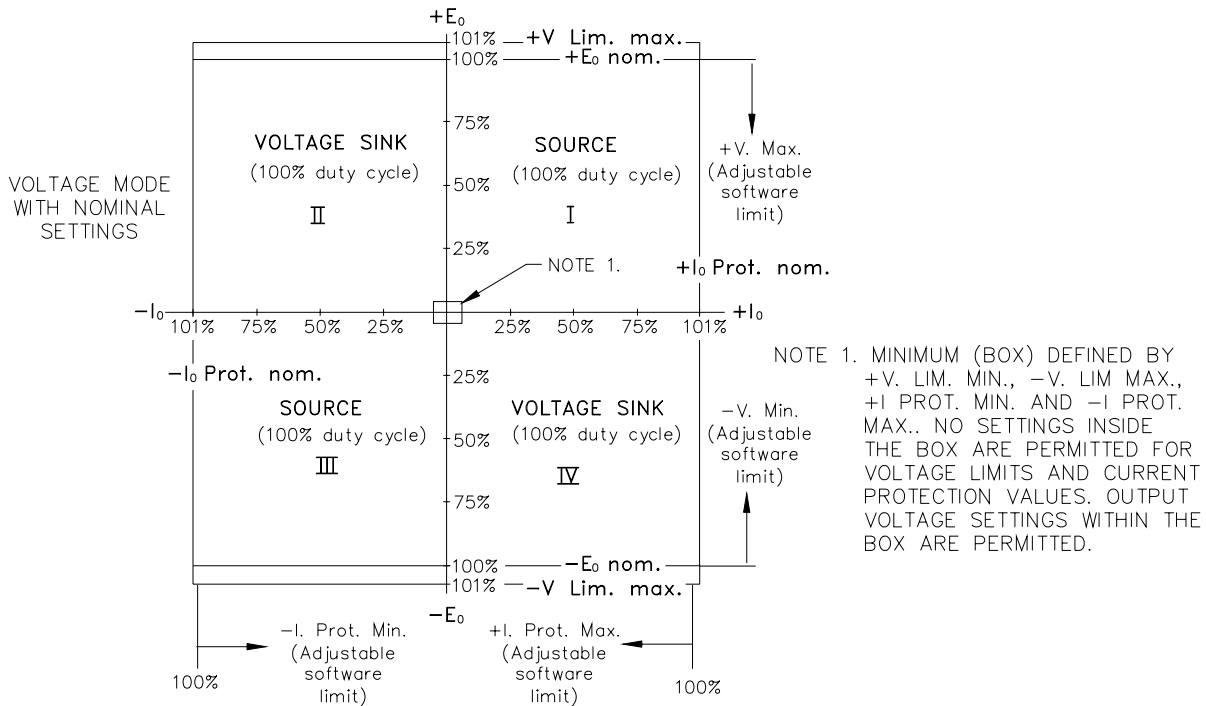 +E₀
101%
+V Lim. max.
100%
+E₀ nom.
75%
VOLTAGE SINK
(100% duty cycle)
SOURCE
(100% duty cycle)
+V. Max.
(Adjustable
software
limit)
VOLTAGE MODE
WITH NOMINAL
SETTINGS
50%
II
I
25%
NOTE 1.
+I₀ Prot. nom.
−I₀
+I₀
101% 75% 50% 25% 25% 50% 75% 101%
NOTE 1. MINIMUM (BOX) DEFINED BY
+V. LIM. MIN., −V. LIM MAX.,
+I PROT. MIN. AND −I PROT.
MAX.. NO SETTINGS INSIDE
THE BOX ARE PERMITTED FOR
VOLTAGE LIMITS AND CURRENT
PROTECTION VALUES. OUTPUT
VOLTAGE SETTINGS WITHIN THE
BOX ARE PERMITTED.
−I₀ Prot. nom.
25%
SOURCE
(100% duty cycle)
VOLTAGE SINK
(100% duty cycle)
−V. Min.
(Adjustable
software
limit)
50%
III
IV
75%
100%
−E₀ nom.
101%
−V Lim. max.
−E₀
−I. Prot. Min.
(Adjustable
software
limit)
+I. Prot. Max.
(Adjustable
software
limit)
100%
100%